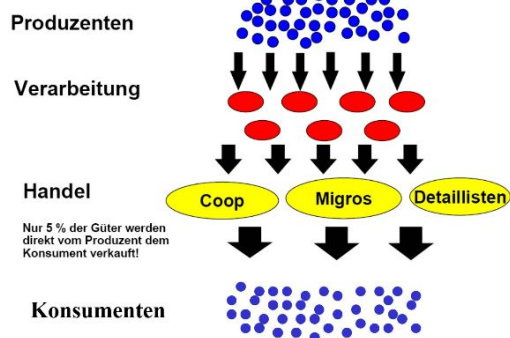 Produzenten
Verarbeitung
Handel
Coop
Migros
Detaillisten
Nur 5 % der Güter werden
direkt vom Produzent dem
Konsument verkauft!
Konsumenten